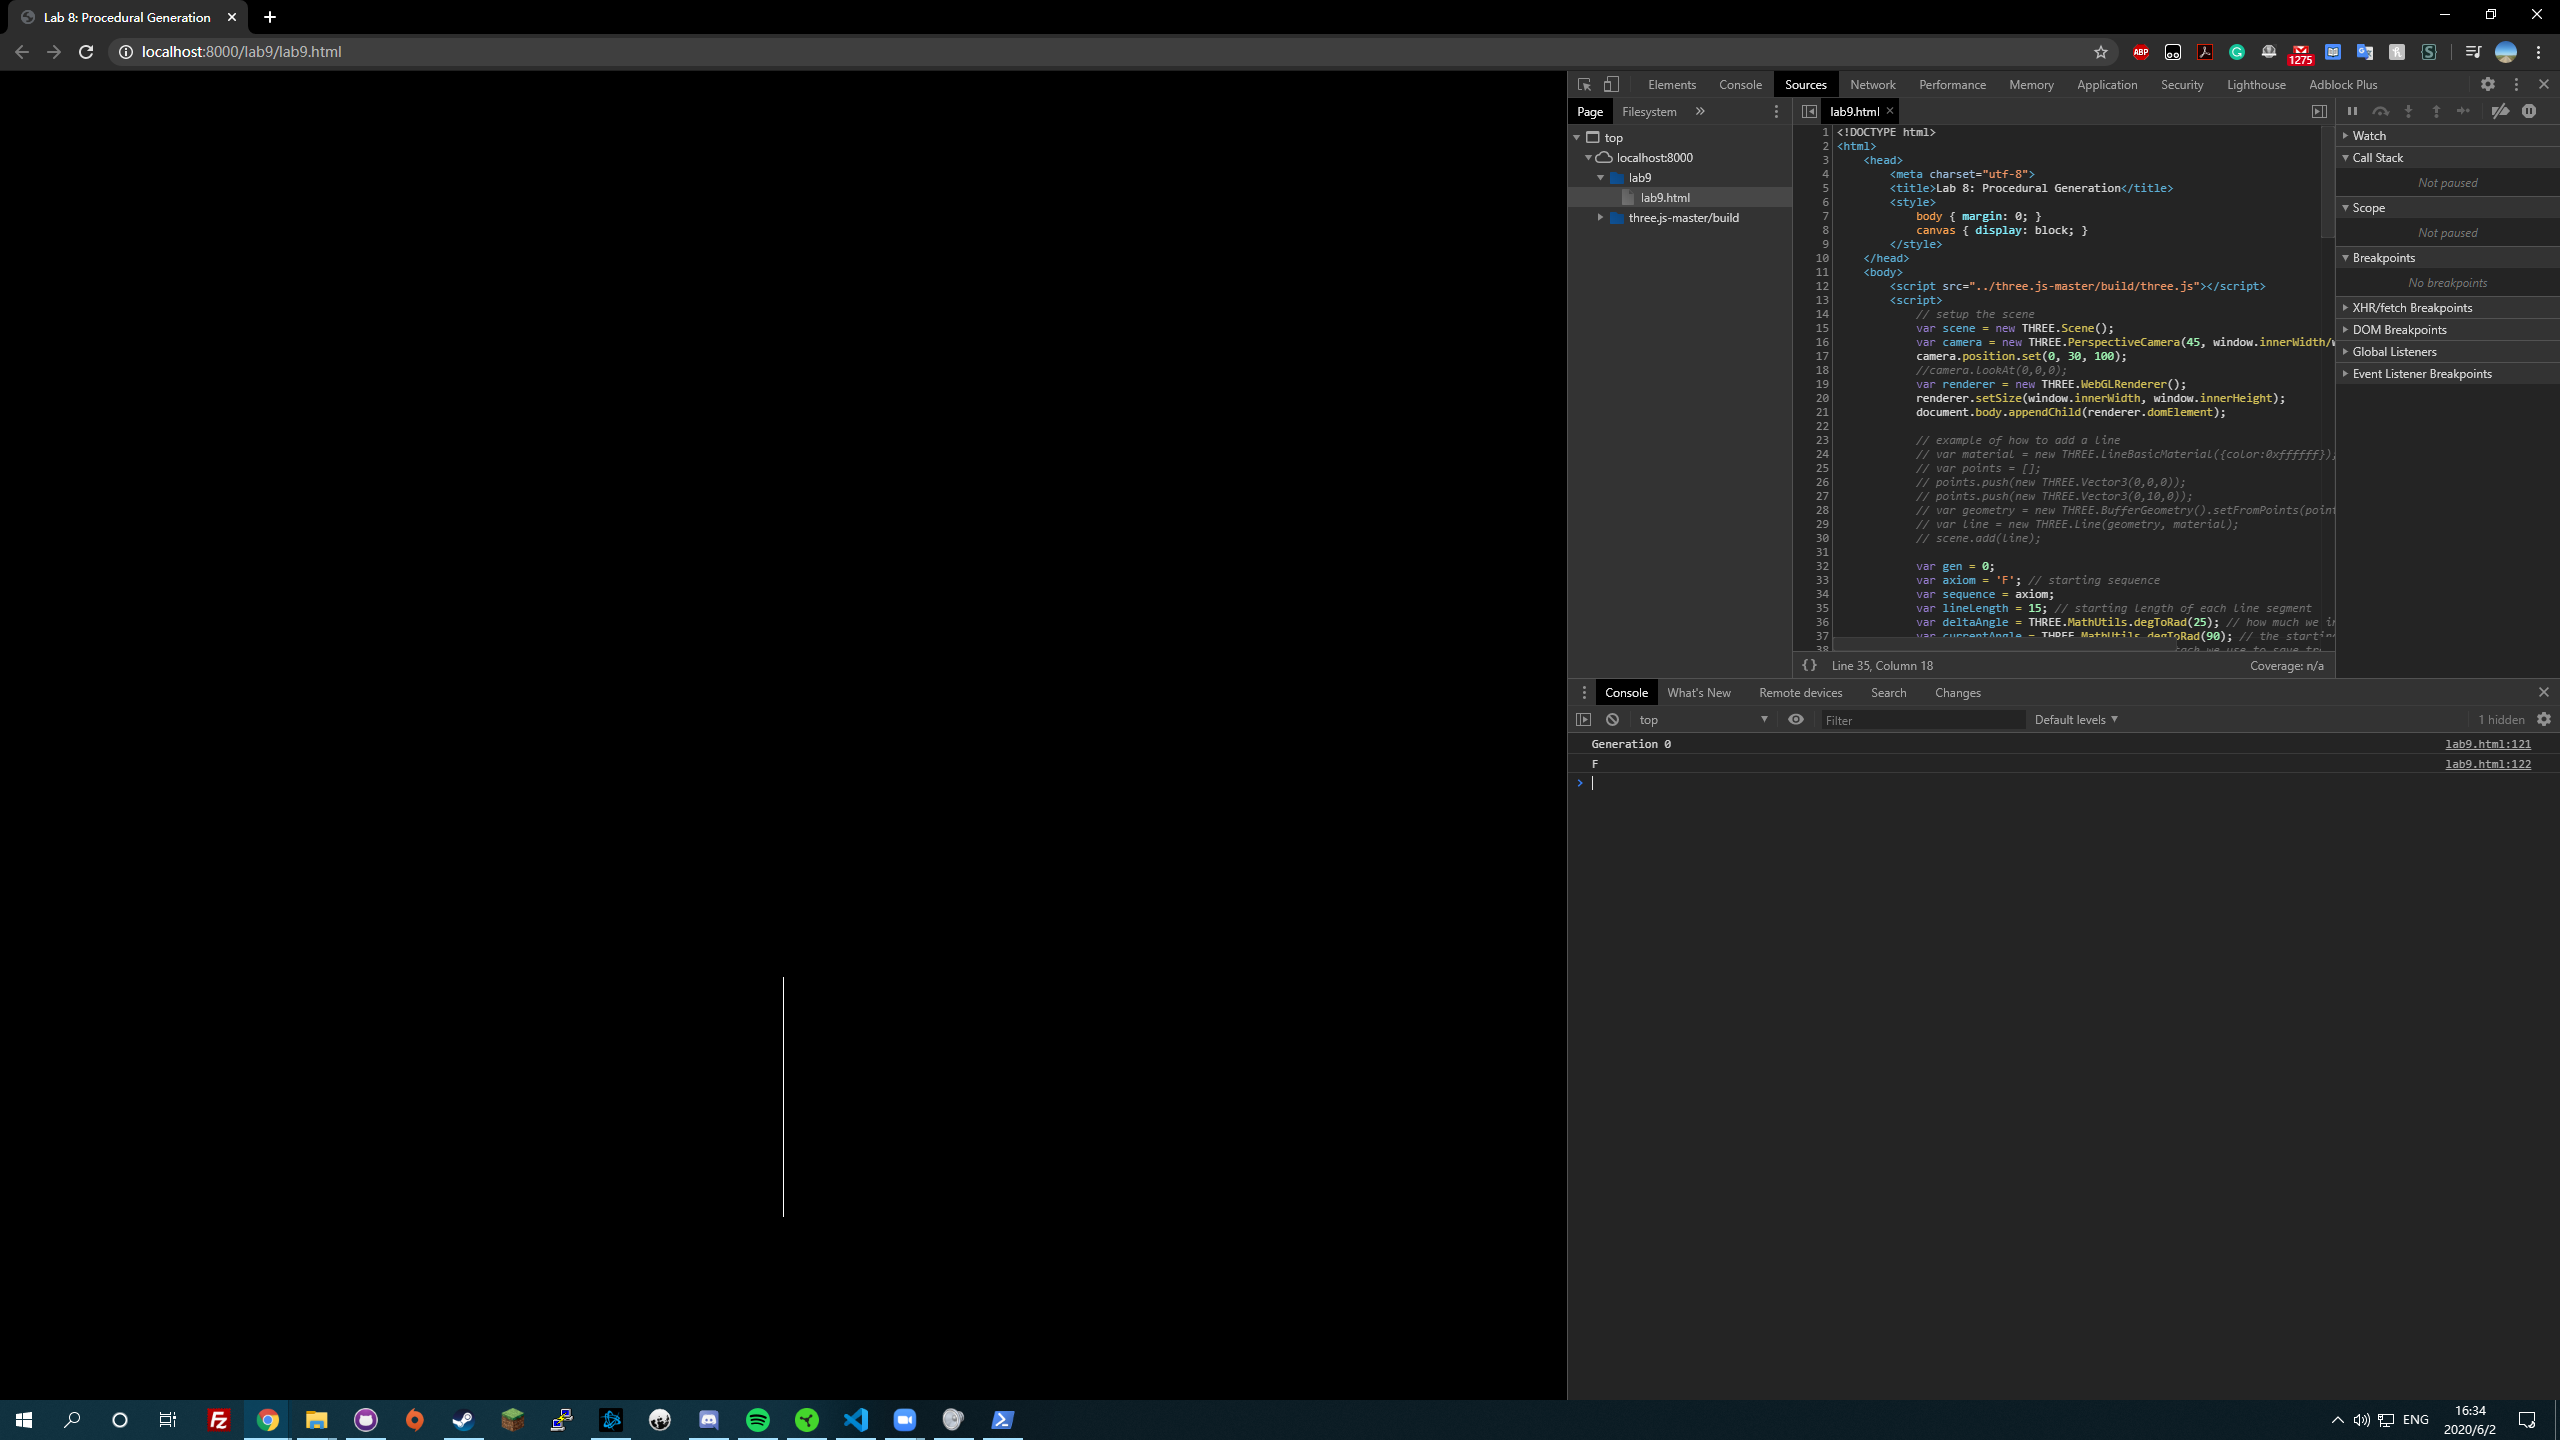 Lab 8: Procedural Generation
localhost:8000/lab9/lab9.html
ABP
1275
Elements Console Sources Network Performance Memory Application Security Lighthouse Adblock Plus
Page Filesystem
lab9.html
top
localhost:8000
lab9
lab9.html
three.js-master/build
1 <!DOCTYPE html>
2 <html>
3 <head>
4 <meta charset="utf-8">
5 <title>Lab 8: Procedural Generation</title>
6 <style>
7 body { margin: 0; }
8 canvas { display: block; }
9 </style>
10 </head>
11 <body>
12 <script src="../three.js-master/build/three.js"></script>
13 <script>
14 // setup the scene
15 var scene = new THREE.Scene();
16 var camera = new THREE.PerspectiveCamera(45, window.innerWidth/
17 camera.position.set(0, 30, 100);
18 //camera.lookAt(0,0,0);
19 var renderer = new THREE.WebGLRenderer();
20 renderer.setSize(window.innerWidth, window.innerHeight);
21 document.body.appendChild(renderer.domElement);
22
23 // example of how to add a line
24 // var material = new THREE.LineBasicMaterial({color:0xffffff});
25 // var points = [];
26 // points.push(new THREE.Vector3(0,0,0));
27 // points.push(new THREE.Vector3(0,10,0));
28 // var geometry = new THREE.BufferGeometry().setFromPoints(point
29 // var line = new THREE.Line(geometry, material);
30 // scene.add(line);
31
32 var gen = 0;
33 var axiom = 'F'; // starting sequence
34 var sequence = axiom;
35 var lineLength = 15; // starting length of each line segment
36 var deltaAngle = THREE.MathUtils.degToRad(25); // how much we i
37 var currentAngle = THREE.MathUtils.degToRad(90); // the startin
38
Line 35, Column 18
Coverage: n/a
Watch
Call Stack
Not paused
Scope
Not paused
Breakpoints
No breakpoints
XHR/fetch Breakpoints
DOM Breakpoints
Global Listeners
Event Listener Breakpoints
Console What's New Remote devices Search Changes
top Filter Default levels 1 hidden
Generation 0 lab9.html:121
F lab9.html:122
ENG
16:34
2020/6/2